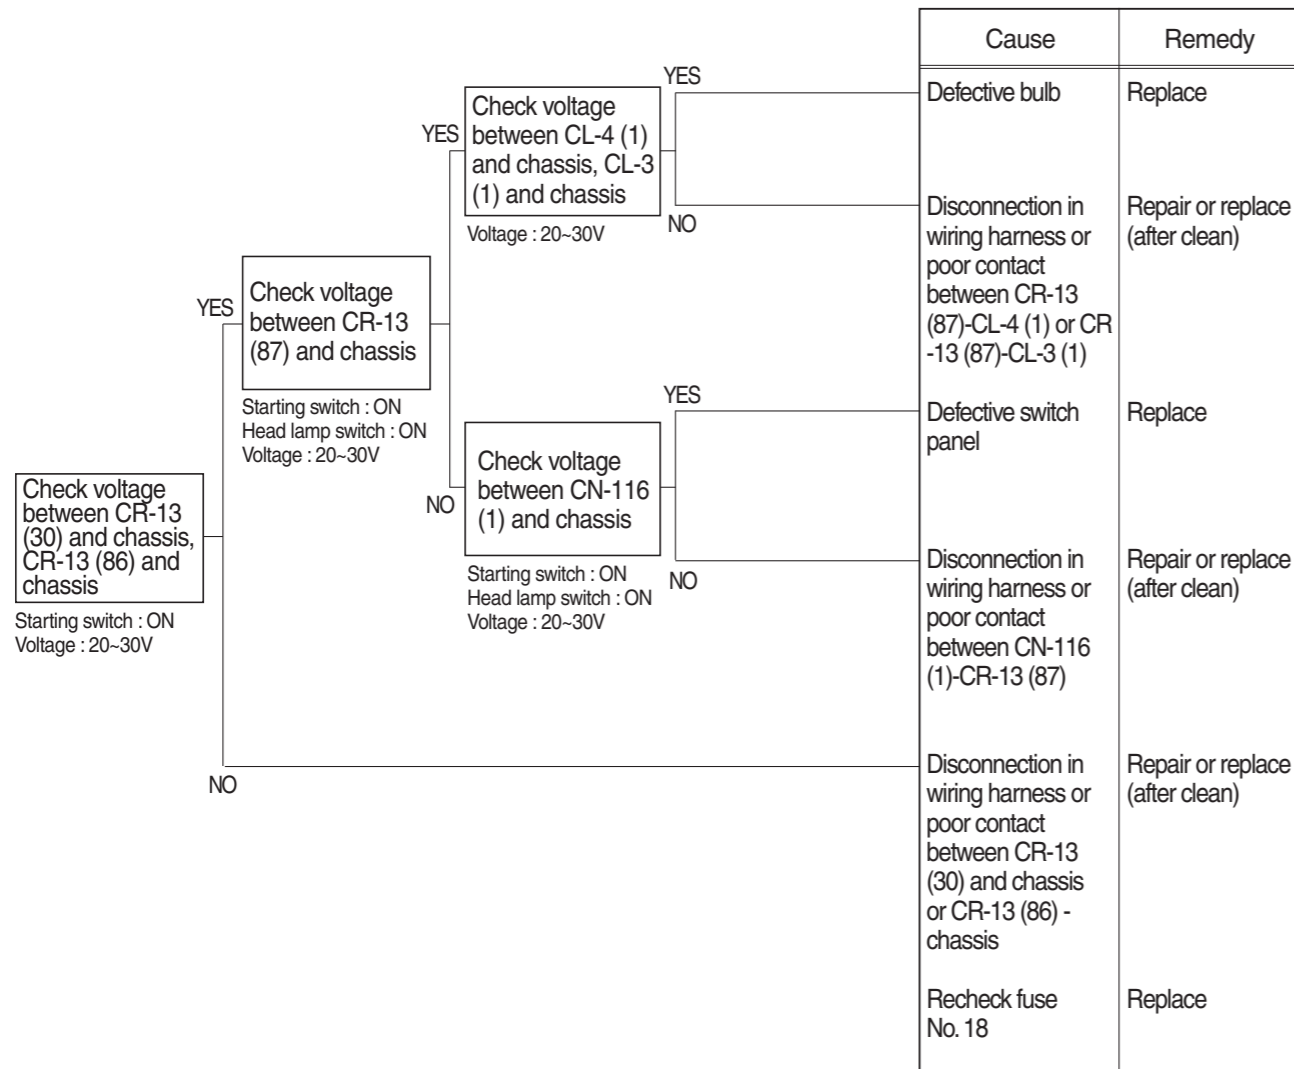 Cause
Remedy
YES
Check voltage
between CL-4 (1)
and chassis, CL-3
(1) and chassis
YES
Defective bulb
Replace
NO
Voltage : 20~30V
Disconnection in
wiring harness or
poor contact
between CR-13
(87)-CL-4 (1) or CR
-13 (87)-CL-3 (1)
Repair or replace
(after clean)
YES
Check voltage
between CR-13
(87) and chassis
Starting switch : ON
Head lamp switch : ON
Voltage : 20~30V
YES
Defective switch
panel
Replace
NO
Check voltage
between CN-116
(1) and chassis
Starting switch : ON
Head lamp switch : ON
Voltage : 20~30V
NO
Disconnection in
wiring harness or
poor contact
between CN-116
(1)-CR-13 (87)
Repair or replace
(after clean)
Check voltage
between CR-13
(30) and chassis,
CR-13 (86) and
chassis
Starting switch : ON
Voltage : 20~30V
NO
Disconnection in
wiring harness or
poor contact
between CR-13
(30) and chassis
or CR-13 (86) -
chassis
Repair or replace
(after clean)
Recheck fuse
No. 18
Replace